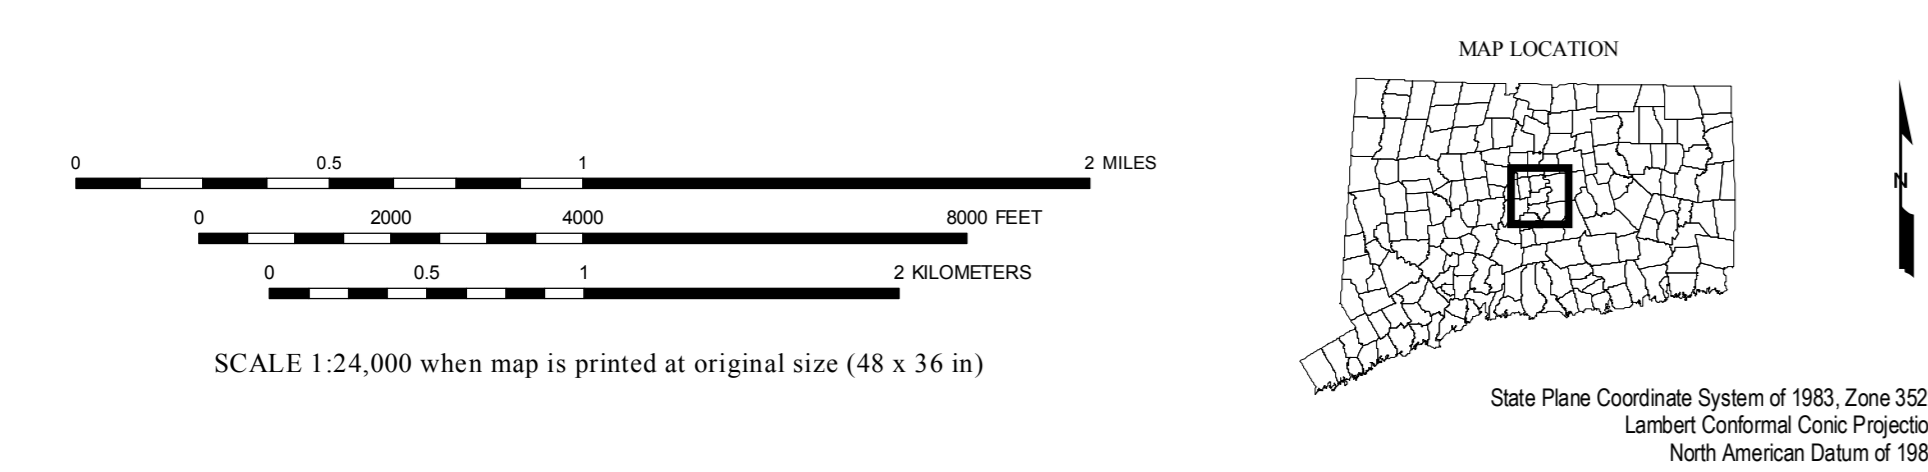 MAP LOCATION
0 0.5 1 2 MILES
0 2000 4000 8000 FEET
N
0 0.5 1 2 KILOMETERS
SCALE 1:24,000 when map is printed at original size (48 x 36 in)
State Plane Coordinate System of 1983, Zone 352
Lambert Conformal Conic Projectio
North American Datum of 198